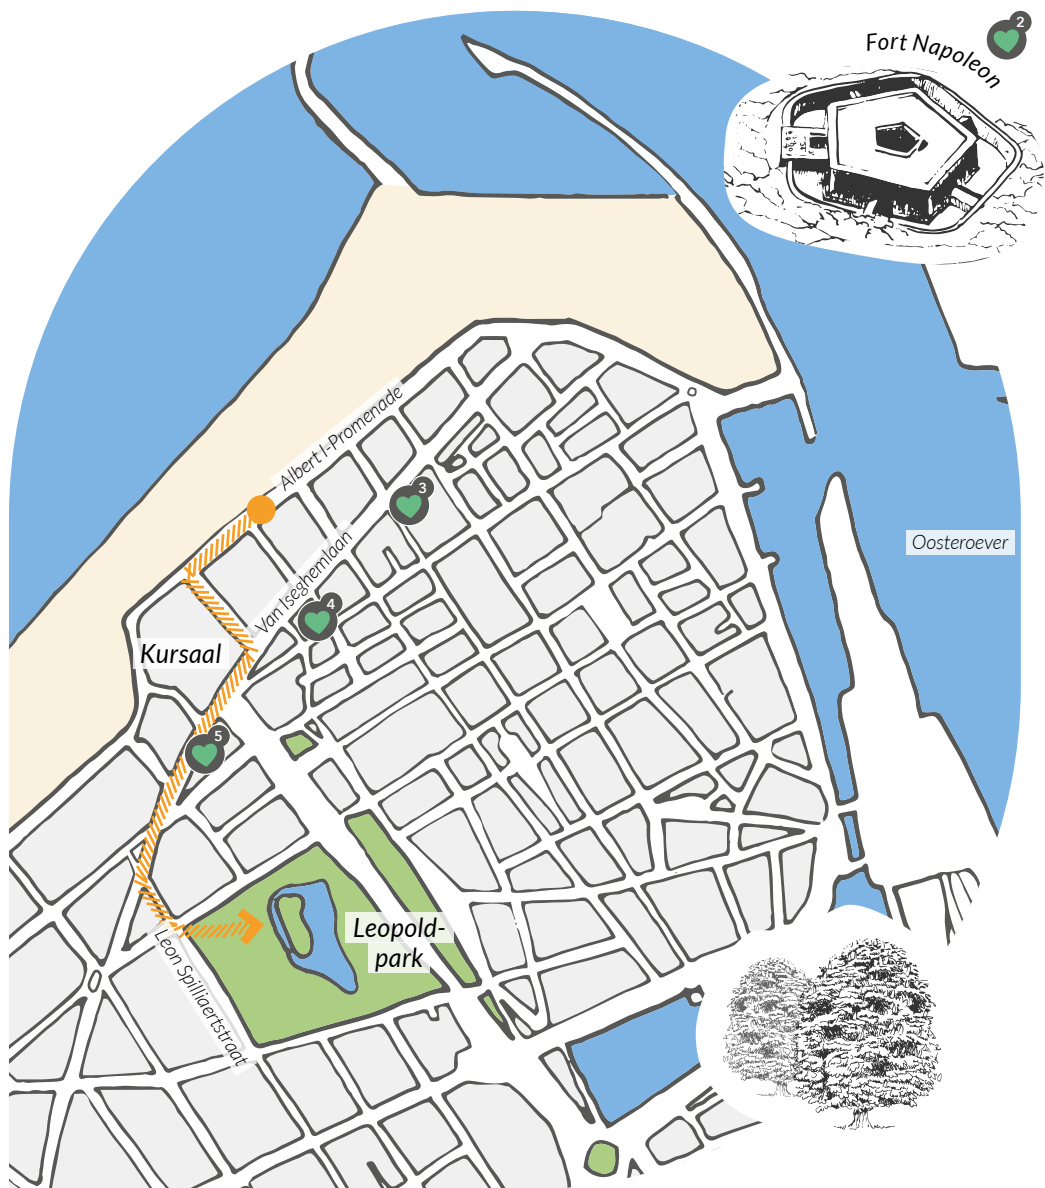 2
Fort Napoleon
Albert I-Promenade
3
Oosteroever
Van Iseghemlaan
4
Kursaal
5
Leopold-
park
Leon Spilliaertstraat